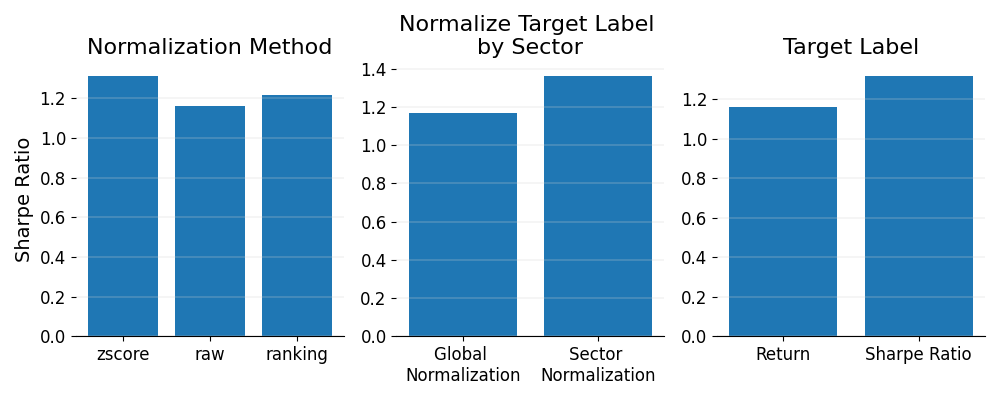 Normalization Method
Sharpe Ratio
1.2
1.0
0.8
0.6
0.4
0.2
0.0
zscore
raw
ranking
Normalize Target Label
by Sector
1.4
1.2
1.0
0.8
0.6
0.4
0.2
0.0
Global
Normalization
Sector
Normalization
Target Label
1.2
1.0
0.8
0.6
0.4
0.2
0.0
Return
Sharpe Ratio